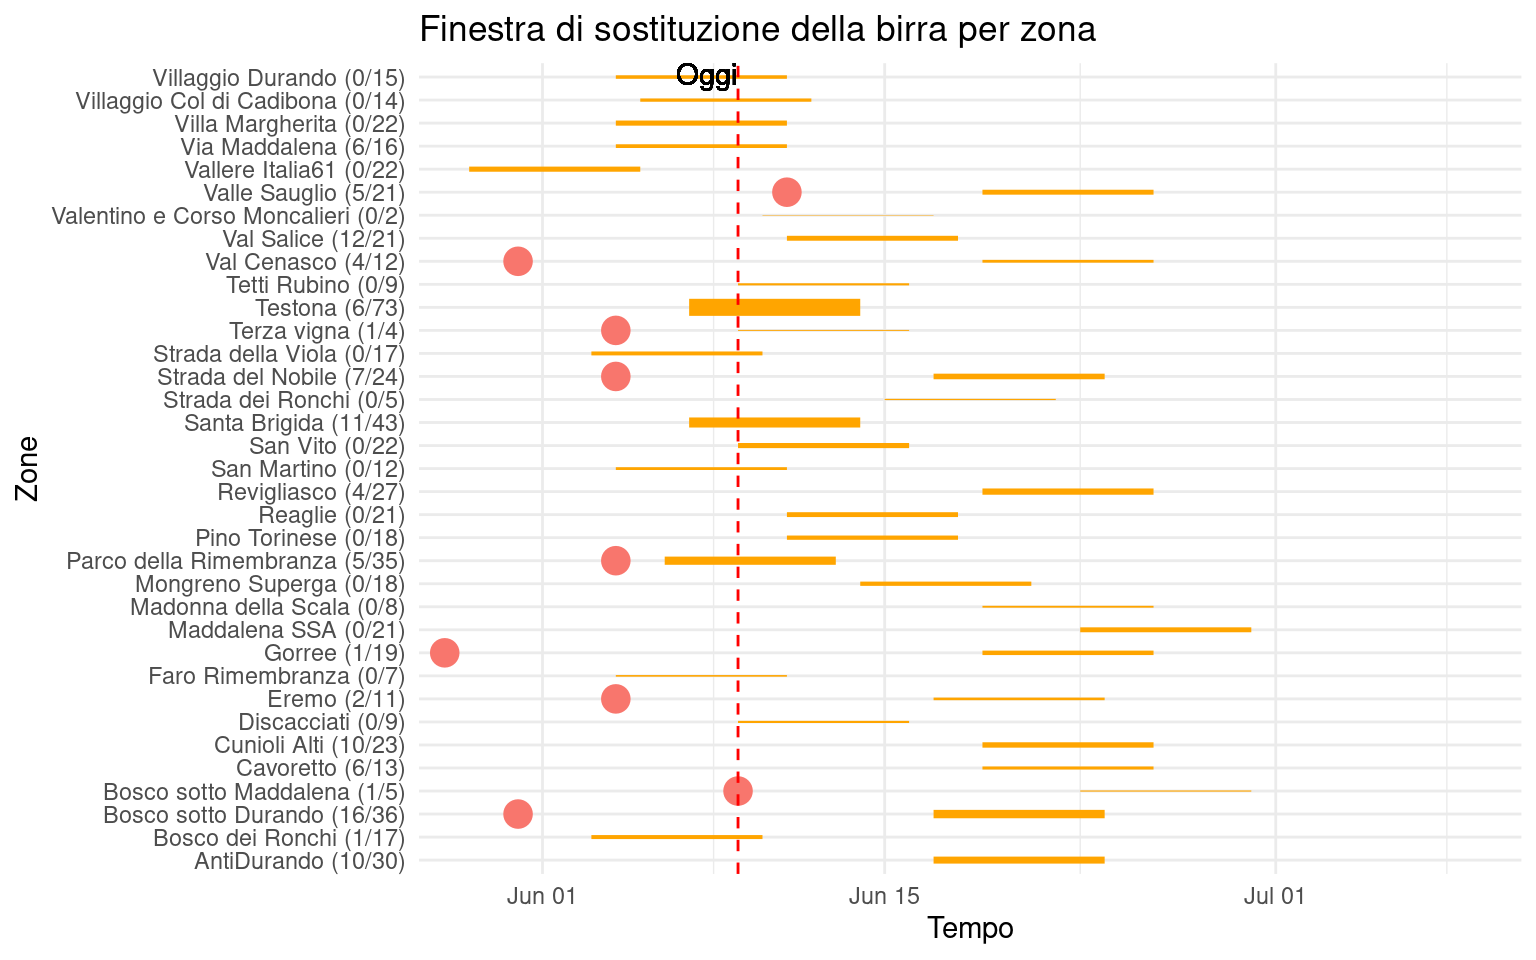 Finestra di sostituzione della birra per zona
Oggi
Villaggio Durando (0/15)
Villaggio Col di Cadibona (0/14)
Villa Margherita (0/22)
Via Maddalena (6/16)
Vallere Italia61 (0/22)
Valle Sauglio (5/21)
Valentino e Corso Moncalieri (0/2)
Val Salice (12/21)
Val Cenasco (4/12)
Tetti Rubino (0/9)
Testona (6/73)
Terza vigna (1/4)
Strada della Viola (0/17)
Strada del Nobile (7/24)
Strada dei Ronchi (0/5)
Santa Brigida (11/43)
San Vito (0/22)
San Martino (0/12)
Revigliasco (4/27)
Reaglie (0/21)
Pino Torinese (0/18)
Parco della Rimembranza (5/35)
Mongreno Superga (0/18)
Madonna della Scala (0/8)
Maddalena SSA (0/21)
Gorree (1/19)
Faro Rimembranza (0/7)
Eremo (2/11)
Discacciati (0/9)
Cunioli Alti (10/23)
Cavoretto (6/13)
Bosco sotto Maddalena (1/5)
Bosco sotto Durando (16/36)
Bosco dei Ronchi (1/17)
AntiDurando (10/30)
Zone
Jun 01
Jun 15
Jul 01
Tempo